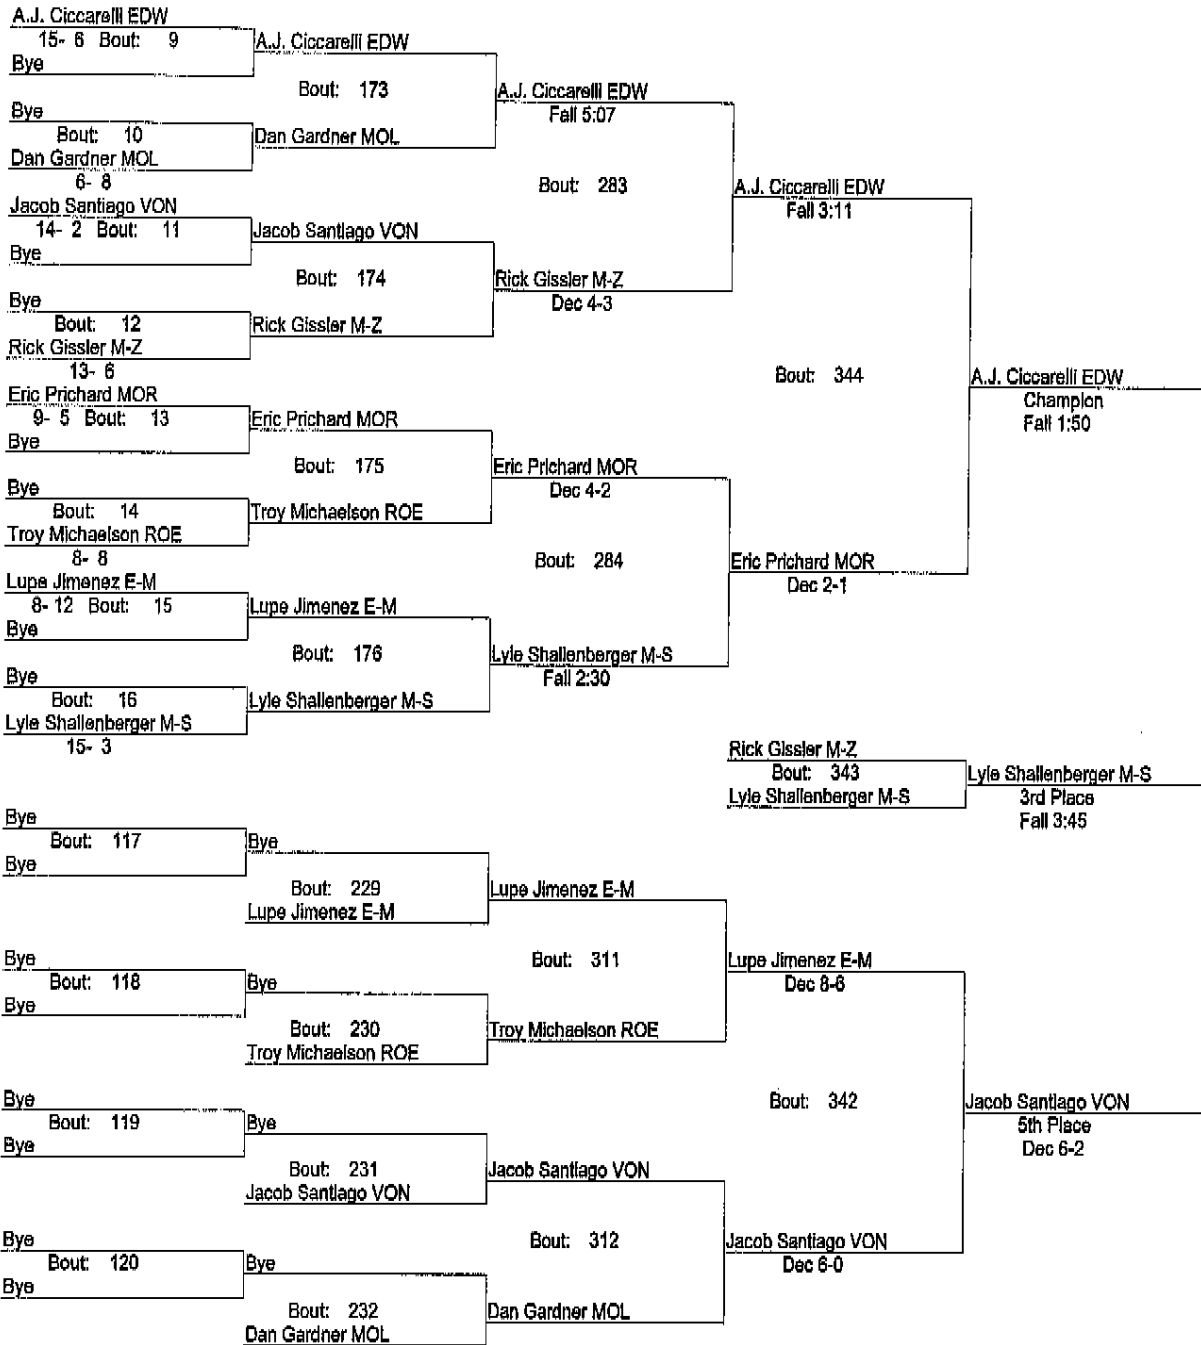 A.J. Ciccarelli EDW
15- 6 Bout: 9
A.J. Ciccarelli EDW
Bye
Bout: 173
A.J. Ciccarelli EDW
Fall 5:07
Bye
Bout: 10
Dan Gardner MOL
Dan Gardner MOL
6- 8
Bout: 283
A.J. Ciccarelli EDW
Fall 3:11
Jacob Santiago VON
14- 2 Bout: 11
Jacob Santiago VON
Bye
Bout: 174
Rick Gissler M-Z
Dec 4-3
Bye
Bout: 12
Rick Gissler M-Z
Rick Gissler M-Z
13- 6
Bout: 344
A.J. Ciccarelli EDW
Champion
Fall 1:50
Eric Prichard MOR
9- 5 Bout: 13
Eric Prichard MOR
Bye
Bout: 175
Eric Prichard MOR
Dec 4-2
Bye
Bout: 14
Troy Michaelson ROE
Troy Michaelson ROE
8- 8
Bout: 284
Eric Prichard MOR
Dec 2-1
Lupe Jimenez E-M
8- 12 Bout: 15
Lupe Jimenez E-M
Bye
Bout: 176
Lyle Shallenberger M-S
Fall 2:30
Bye
Bout: 16
Lyle Shallenberger M-S
Lyle Shallenberger M-S
15- 3
Rick Gissler M-Z
Bout: 343
Lyle Shallenberger M-S
Lyle Shallenberger M-S
3rd Place
Fall 3:45
Bye
Bout: 117
Bye
Bye
Bout: 229
Lupe Jimenez E-M
Lupe Jimenez E-M
Bout: 311
Lupe Jimenez E-M
Dec 8-6
Bye
Bout: 118
Bye
Bye
Bout: 230
Troy Michaelson ROE
Troy Michaelson ROE
Bout: 342
Jacob Santiago VON
5th Place
Dec 6-2
Bye
Bout: 119
Bye
Bye
Bout: 231
Jacob Santiago VON
Jacob Santiago VON
Bout: 312
Jacob Santiago VON
Dec 6-0
Bye
Bout: 120
Bye
Bye
Bout: 232
Dan Gardner MOL
Dan Gardner MOL